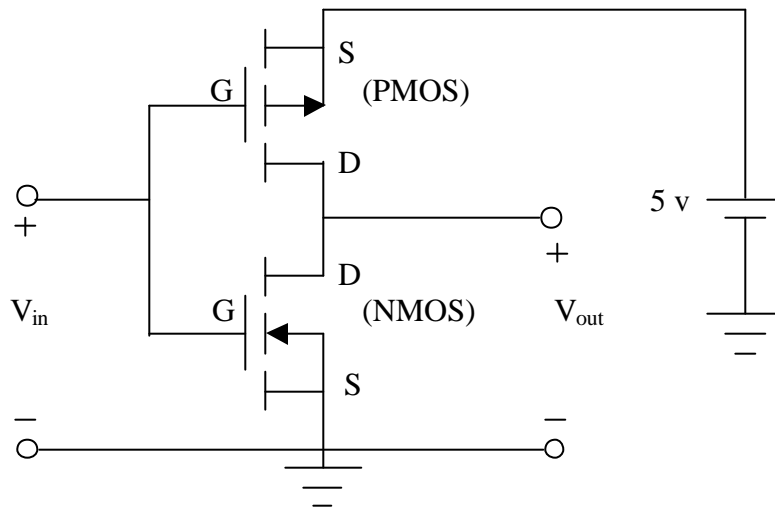 S
G (PMOS)
D
+
5 v
+
D
V_in G (NMOS) V_out
S
−
−